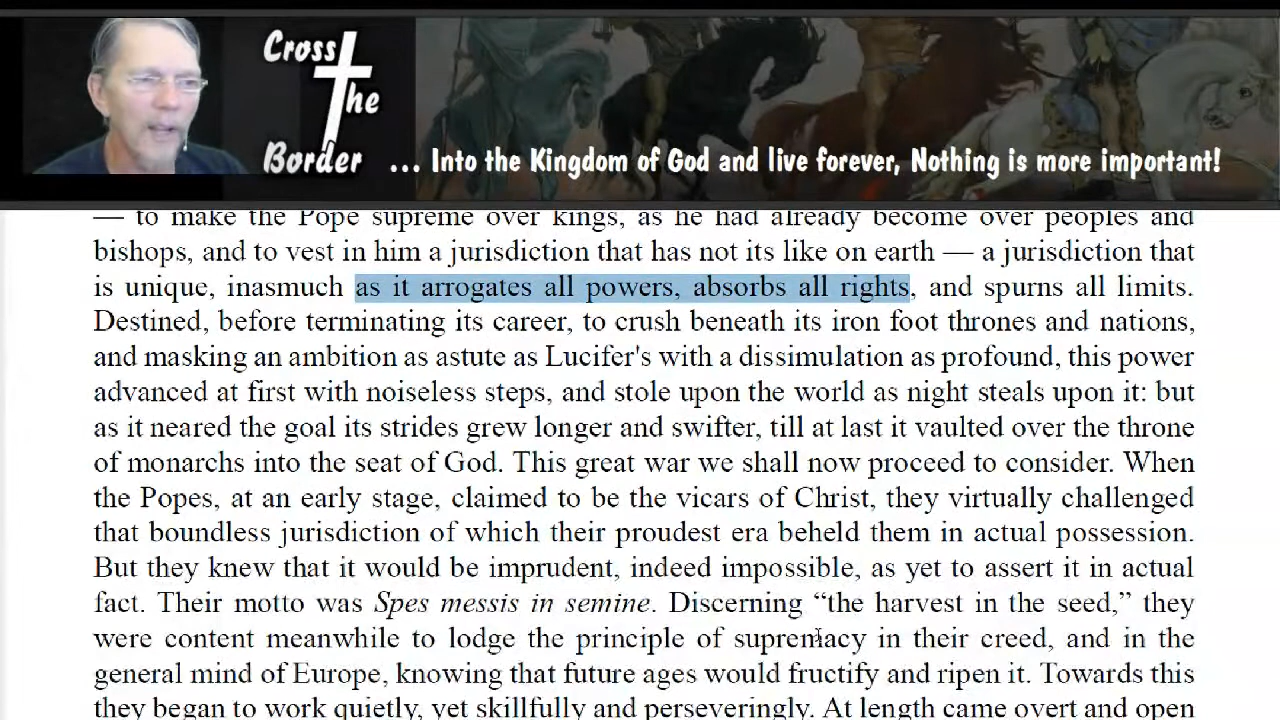 Cross
The
Border
... Into the Kingdom of God and live forever, Nothing is more important!
— to make the Pope supreme over kings, as he had already become over peoples and
bishops, and to vest in him a jurisdiction that has not its like on earth — a jurisdiction that
is unique, inasmuch as it arrogates all powers, absorbs all rights, and spurns all limits.
Destined, before terminating its career, to crush beneath its iron foot thrones and nations,
and masking an ambition as astute as Lucifer's with a dissimulation as profound, this power
advanced at first with noiseless steps, and stole upon the world as night steals upon it: but
as it neared the goal its strides grew longer and swifter, till at last it vaulted over the throne
of monarchs into the seat of God. This great war we shall now proceed to consider. When
the Popes, at an early stage, claimed to be the vicars of Christ, they virtually challenged
that boundless jurisdiction of which their proudest era beheld them in actual possession.
But they knew that it would be imprudent, indeed impossible, as yet to assert it in actual
fact. Their motto was Spes messis in semine. Discerning “the harvest in the seed,” they
were content meanwhile to lodge the principle of supremacy in their creed, and in the
general mind of Europe, knowing that future ages would fructify and ripen it. Towards this
they began to work quietly, yet skillfully and perseveringly. At length came overt and open